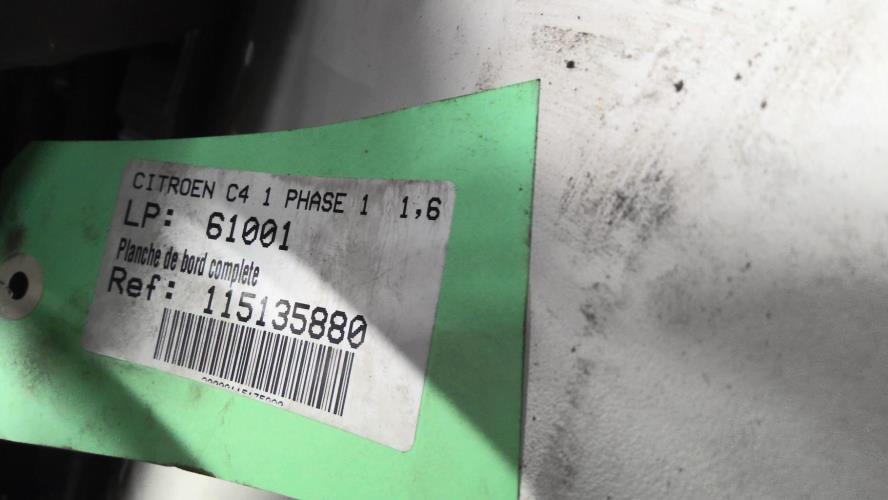 CITROEN C4 1 PHASE 1 1,6
LP: 61001
Planche de bord complete
Ref: 115135880